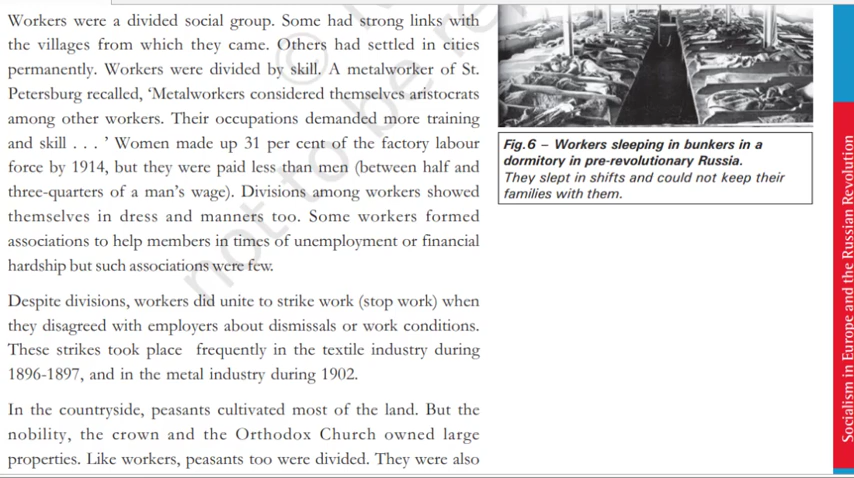 Workers were a divided social group. Some had strong links with
the villages from which they came. Others had settled in cities
permanently. Workers were divided by skill. A metalworker of St.
Petersburg recalled, ‘Metalworkers considered themselves aristocrats
among other workers. Their occupations demanded more training
and skill . . . ’ Women made up 31 per cent of the factory labour
force by 1914, but they were paid less than men (between half and
three-quarters of a man’s wage). Divisions among workers showed
themselves in dress and manners too. Some workers formed
associations to help members in times of unemployment or financial
hardship but such associations were few.
Despite divisions, workers did unite to strike work (stop work) when
they disagreed with employers about dismissals or work conditions.
These strikes took place frequently in the textile industry during
1896-1897, and in the metal industry during 1902.
In the countryside, peasants cultivated most of the land. But the
nobility, the crown and the Orthodox Church owned large
properties. Like workers, peasants too were divided. They were also
Fig.6 – Workers sleeping in bunkers in a
dormitory in pre-revolutionary Russia.
They slept in shifts and could not keep their
families with them.
Socialism in Europe and the Russian Revolution
not to be re
©